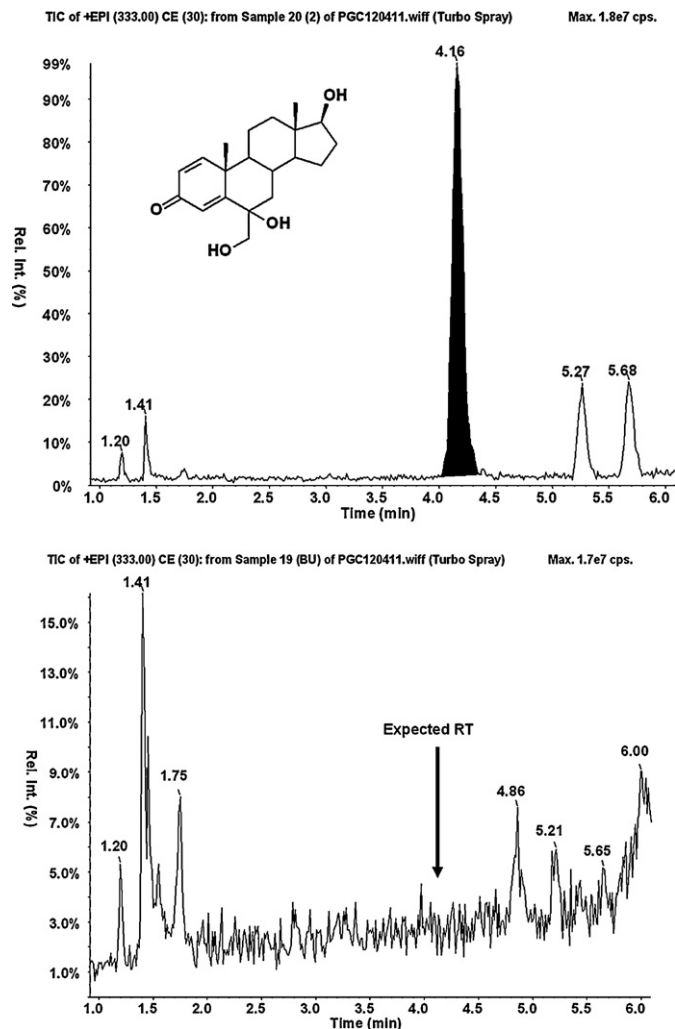 TIC of +EPI (333.00) CE (30): from Sample 20 (2) of PGC120411.wiff (Turbo Spray) Max. 1.8e7 cps.
99%
90%
80%
70%
60%
50%
40%
30%
20%
10%
0%
Rel. Int. (%)
4.16
OH
O
OH
HO
1.20
1.41
5.27
5.68
1.0 1.5 2.0 2.5 3.0 3.5 4.0 4.5 5.0 5.5 6.0
Time (min)
TIC of +EPI (333.00) CE (30): from Sample 19 (BU) of PGC120411.wiff (Turbo Spray) Max. 1.7e7 cps.
15.0%
13.0%
11.0%
9.0%
7.0%
5.0%
3.0%
1.0%
Rel. Int. (%)
1.41
Expected RT
1.20
1.75
4.86
5.21
5.65
6.00
1.0 1.5 2.0 2.5 3.0 3.5 4.0 4.5 5.0 5.5 6.0
Time (min)